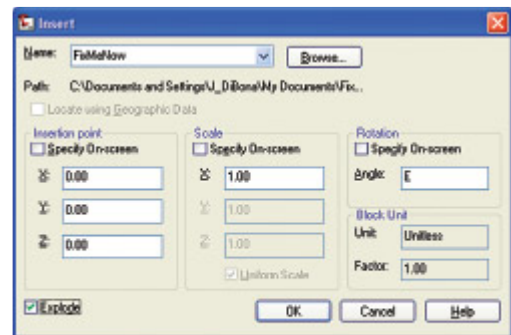 Insert
Name: FixMeNow Browse...
Path: C:\Documents and Settings\J_DiBona\My Documents\Fix...
Locate using Geographic Data
Insertion point
Specify On-screen
X: 0.00
Y: 0.00
Z: 0.00
Scale
Specify On-screen
X: 1.00
Y: 1.00
Z: 1.00
Uniform Scale
Rotation
Specify On-screen
Angle: E
Block Unit
Unit: Unitless
Factor: 1.00
Explode
OK Cancel Help